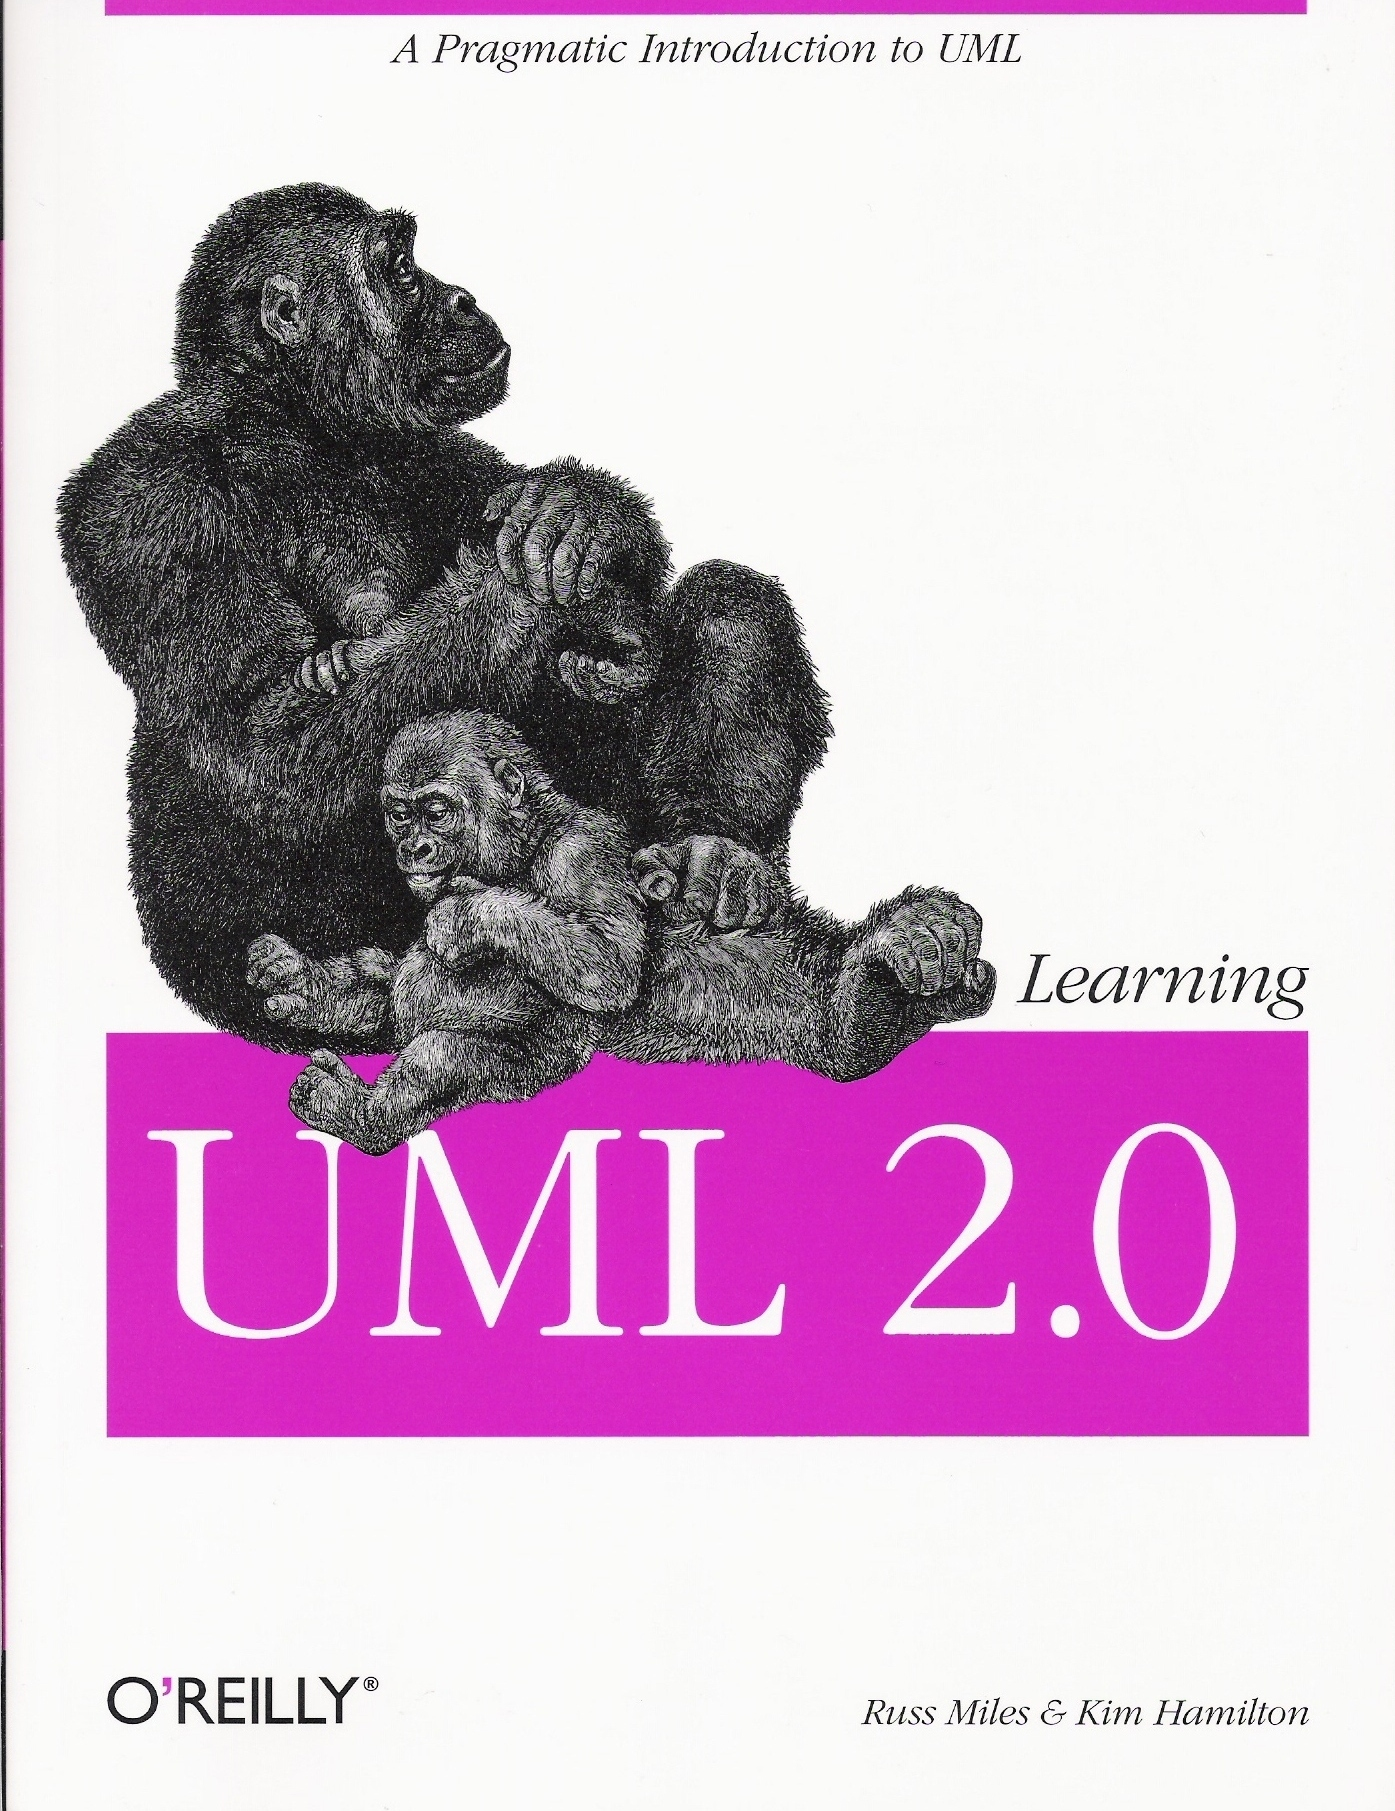 A Pragmatic Introduction to UML
Learning
UML 2.0
O'REILLY®
Russ Miles & Kim Hamilton